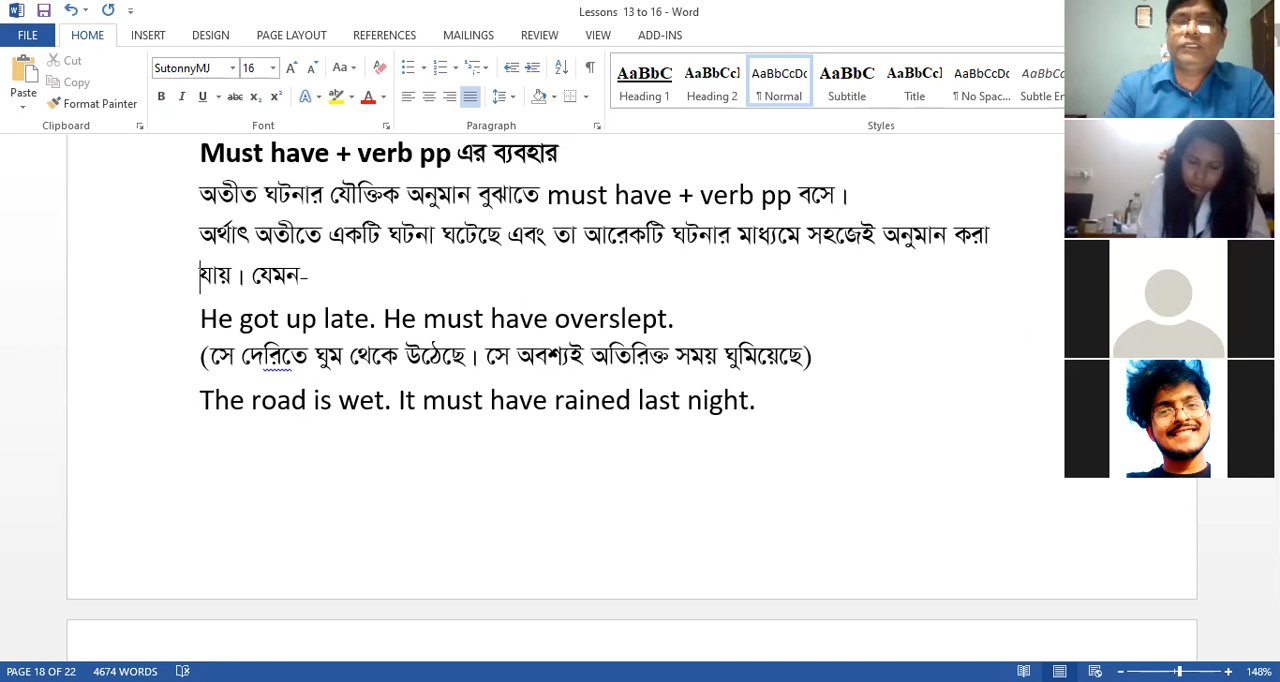 Lessons 13 to 16 - Word
FILE HOME INSERT DESIGN PAGE LAYOUT REFERENCES MAILINGS REVIEW VIEW ADD-INS
Cut
Copy
Paste
Format Painter
SutonnyMJ 16
AaBbC Heading 1
AaBbCcI Heading 2
AaBbCcDc ¶ Normal
AaBbC Subtitle
AaBbCcI Title
AaBbCcDc ¶ No Spac...
AaBbCcDc Subtle Em
Clipboard Font Paragraph Styles
Must have + verb pp এর ব্যবহার
অতীত ঘটনার যৌক্তিক অনুমান বুঝাতে must have + verb pp বসে।
অর্থাৎ অতীতে একটি ঘটনা ঘটেছে এবং তা আরেকটি ঘটনার মাধ্যমে সহজেই অনুমান করা
যায়। যেমন-
He got up late. He must have overslept.
(সে দেরিতে ঘুম থেকে উঠেছে। সে অবশ্যই অতিরিক্ত সময় ঘুমিয়েছে)
The road is wet. It must have rained last night.
PAGE 18 OF 22 4674 WORDS 148%